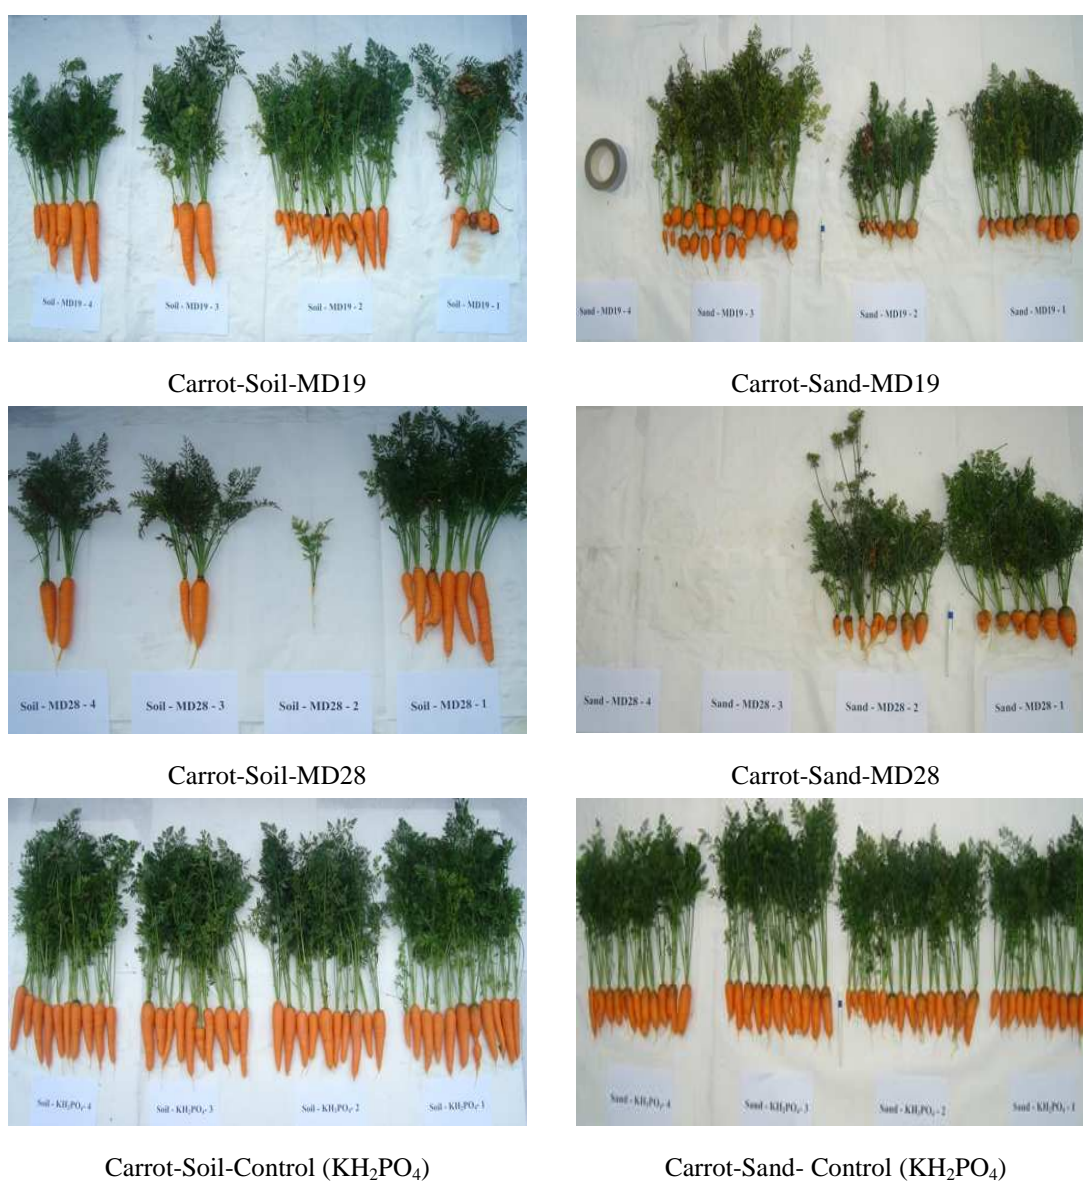 Soil - MD19 - 4
Soil - MD19 - 3
Soil - MD19 - 2
Soil - MD19 - 1
Sand - MD19 - 4
Sand - MD19 - 3
Sand - MD19 - 2
Sand - MD19 - 1
Carrot-Soil-MD19
Carrot-Sand-MD19
Soil - MD28 - 4
Soil - MD28 - 3
Soil - MD28 - 2
Soil - MD28 - 1
Sand - MD28 - 4
Sand - MD28 - 3
Sand - MD28 - 2
Sand - MD28 - 1
Carrot-Soil-MD28
Carrot-Sand-MD28
Soil - KH₂PO₄- 4
Soil - KH₂PO₄- 3
Soil - KH₂PO₄- 2
Soil - KH₂PO₄- 1
Sand - KH₂PO₄- 4
Sand - KH₂PO₄- 3
Sand - KH₂PO₄ - 2
Sand - KH₂PO₄ - 1
Carrot-Soil-Control (KH₂PO₄)
Carrot-Sand- Control (KH₂PO₄)